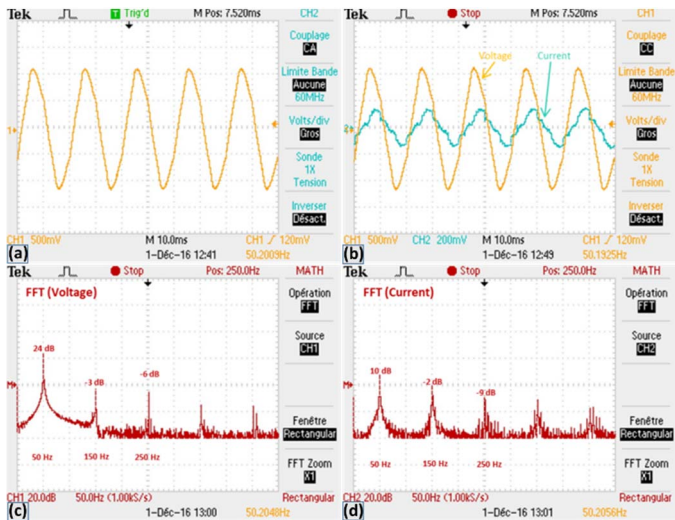 Tek
T Trig'd
M Pos: 7.520ms
CH2
Couplage
CA
Limite Bande
Aucune
60MHz
Volts/div
Gros
Sonde
1X
Tension
Inverser
Désact.
1
CH1 500mV
M 10.0ms
CH1 / 120mV
(a)
1-Déc-16 12:41
50.2009Hz
Tek
Stop
M Pos: 7.520ms
CH1
Voltage
Current
Couplage
CC
Limite Bande
Aucune
60MHz
Volts/div
Gros
Sonde
1X
Tension
Inverser
Désact.
2
CH1 500mV
CH2 200mV
M 10.0ms
CH1 / 120mV
(b)
1-Déc-16 12:49
50.1925Hz
Tek
Stop
Pos: 250.0Hz
MATH
FFT (Voltage)
Opération
FFT
24 dB
Source
CH1
-3 dB
-6 dB
M
Fenêtre
Rectangular
50 Hz
150 Hz
250 Hz
FFT Zoom
X1
CH1 20.0dB
50.0Hz (1.00kS/s)
Rectangular
(c)
1-Déc-16 13:00
50.2048Hz
Tek
Stop
Pos: 250.0Hz
MATH
FFT (Current)
Opération
FFT
Source
CH2
10 dB
-2 dB
-9 dB
M
Fenêtre
Rectangular
50 Hz
150 Hz
250 Hz
FFT Zoom
X1
CH2 20.0dB
50.0Hz (1.00kS/s)
Rectangular
(d)
1-Déc-16 13:01
50.2056Hz